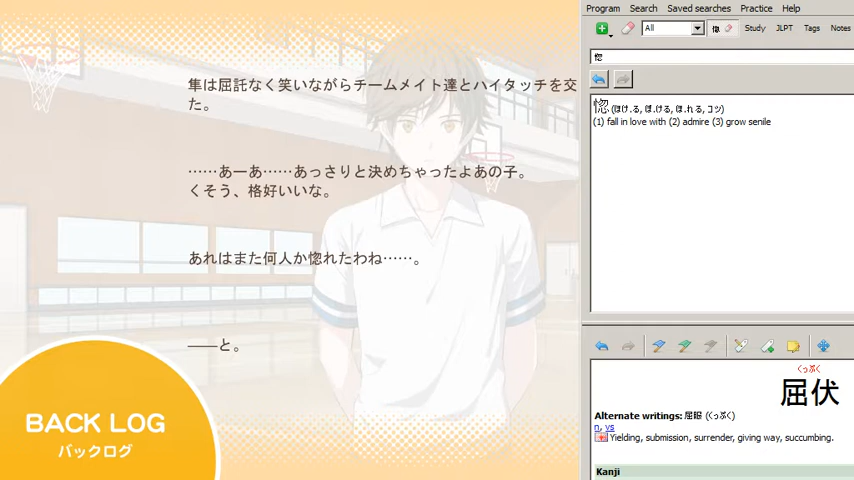 隼は屈託なく笑いながらチームメイト達とハイタッチを交
た。
……あーあ……あっさりと決めちゃったよあの子。
くそう、格好いいな。
あれはまた何人か惚れたわね……。
――と。
BACK LOG
バックログ
Program Search Saved searches Practice Help
All 惚 Study JLPT Tags Notes
惚
惚 (ほけ.る, ぼ.ける, ほ.れる, コツ)
(1) fall in love with (2) admire (3) grow senile
くっぷく
屈伏
Alternate writings: 屈服 (くっぷく)
n, vs
Yielding, submission, surrender, giving way, succumbing.
Kanji